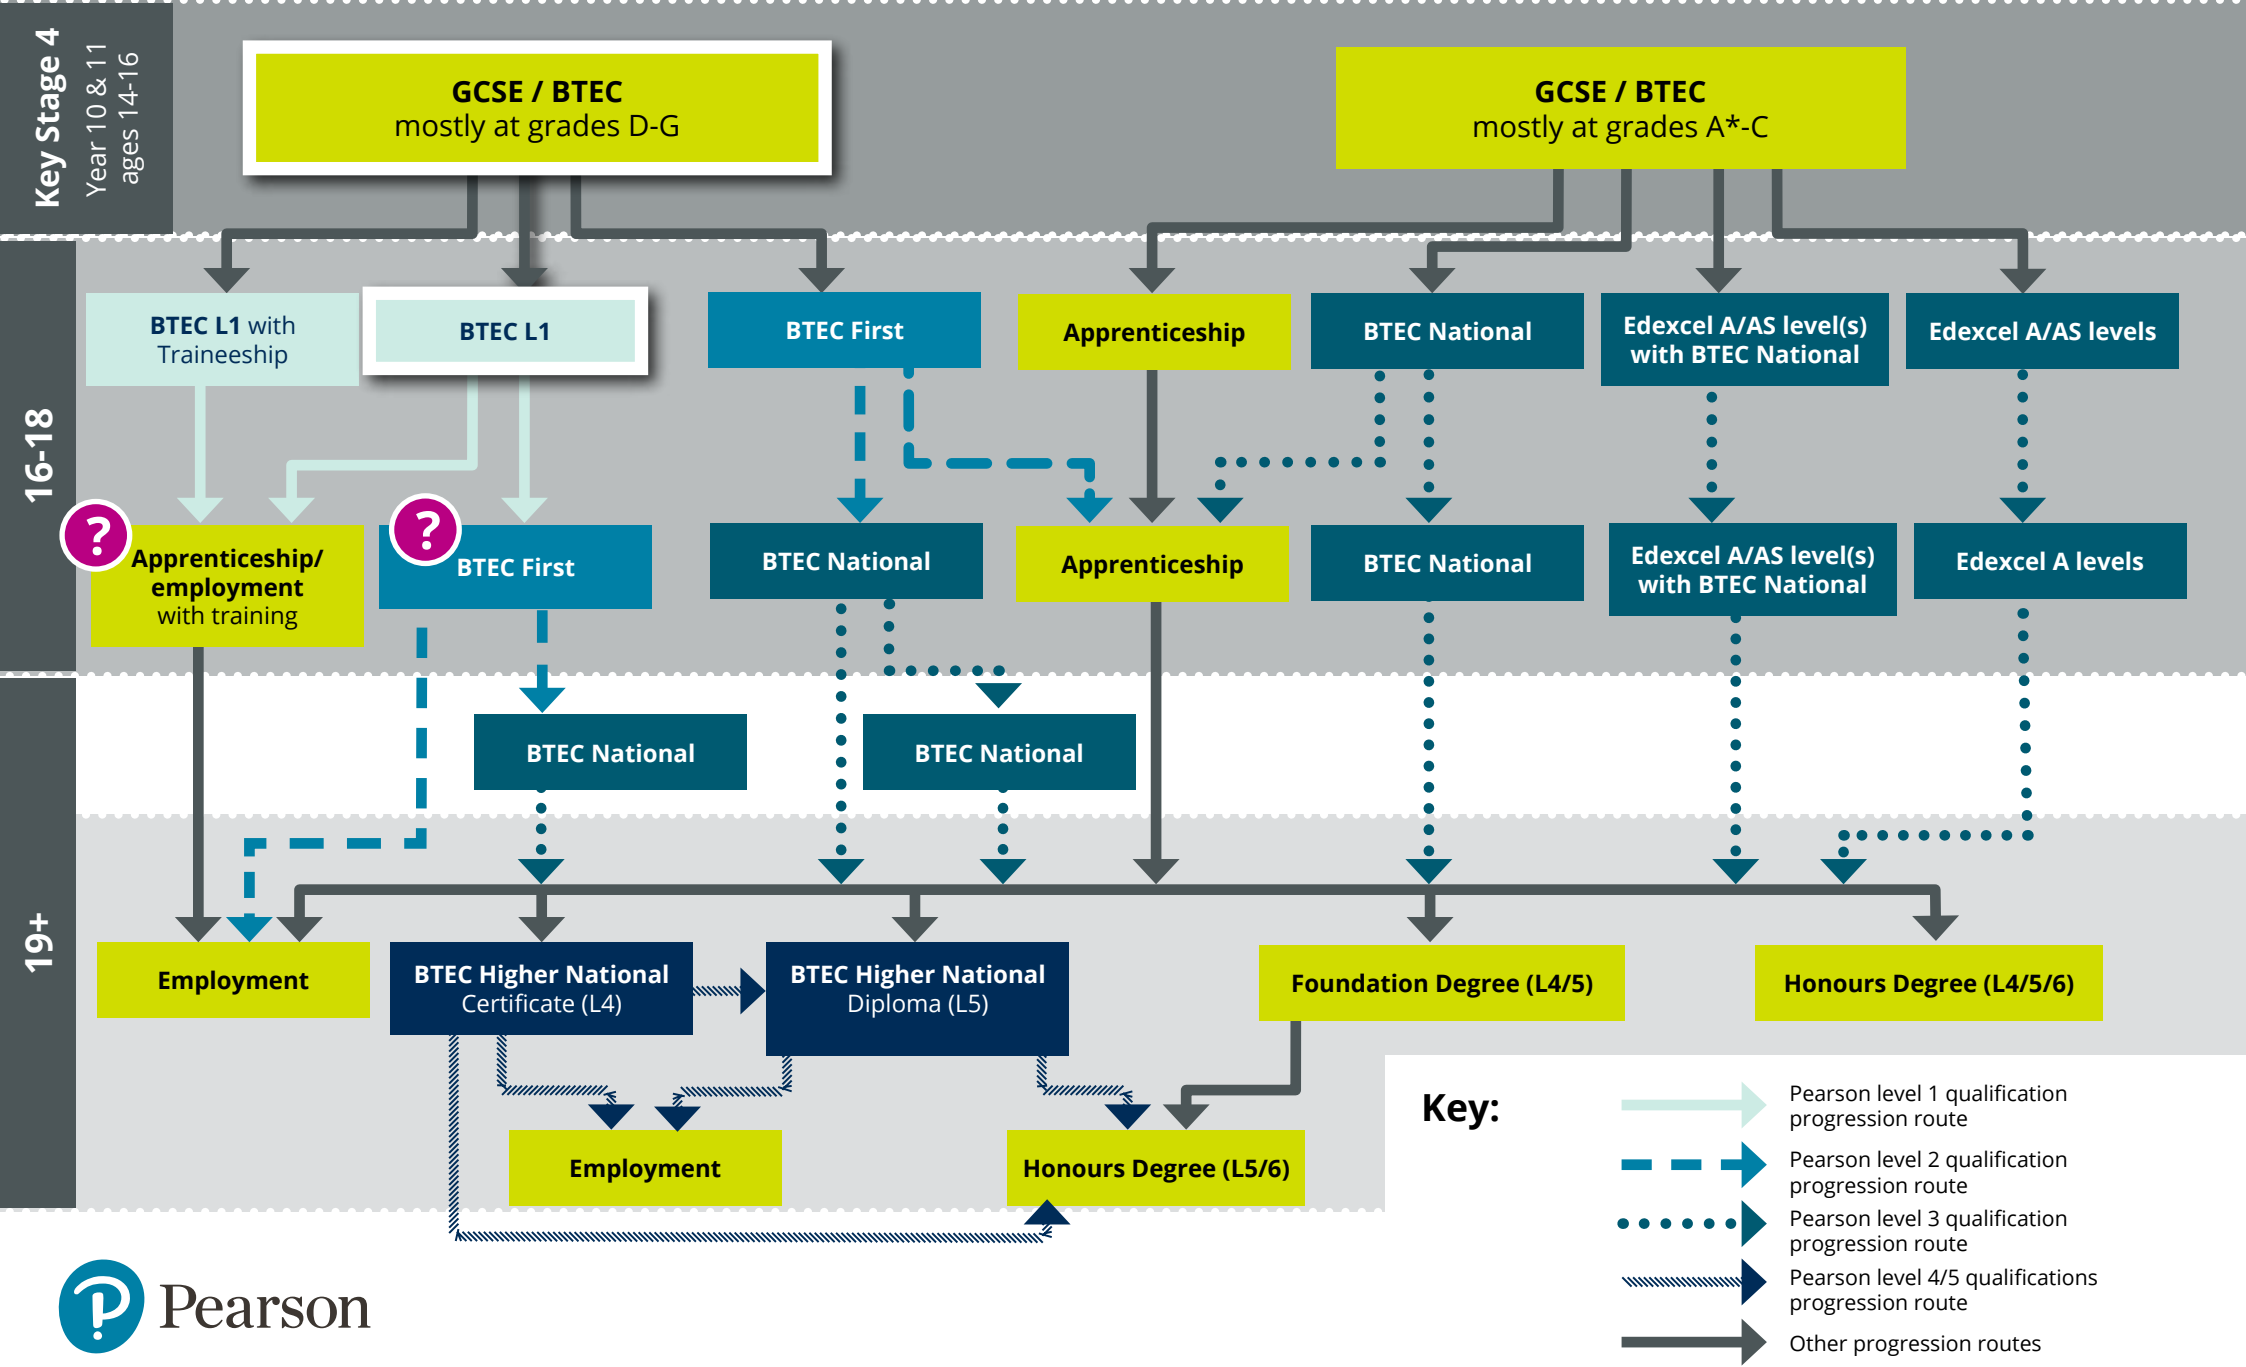 Key Stage 4
Year 10 & 11
ages 14-16
GCSE / BTEC
mostly at grades D-G
GCSE / BTEC
mostly at grades A*-C
16-18
BTEC L1 with
Traineeship
BTEC L1
BTEC First
Apprenticeship
BTEC National
Edexcel A/AS level(s)
with BTEC National
Edexcel A/AS levels
?
Apprenticeship/
employment
with training
?
BTEC First
BTEC National
Apprenticeship
BTEC National
Edexcel A/AS level(s)
with BTEC National
Edexcel A levels
19+
BTEC National
BTEC National
Employment
BTEC Higher National
Certificate (L4)
BTEC Higher National
Diploma (L5)
Foundation Degree (L4/5)
Honours Degree (L4/5/6)
Employment
Honours Degree (L5/6)
Key:
Pearson level 1 qualification
progression route
Pearson level 2 qualification
progression route
Pearson level 3 qualification
progression route
Pearson level 4/5 qualifications
progression route
Other progression routes
Pearson